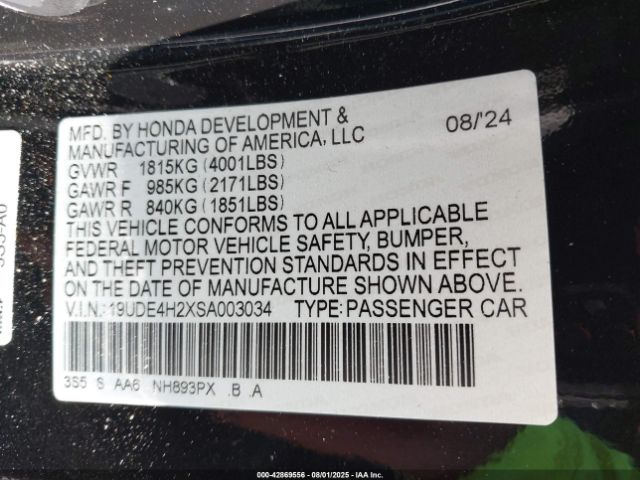 MFD. BY HONDA DEVELOPMENT & 08/'24
MANUFACTURING OF AMERICA, LLC
GVWR 1815KG (4001LBS)
GAWR F 985KG (2171LBS)
GAWR R 840KG (1851LBS)
THIS VEHICLE CONFORMS TO ALL APPLICABLE
FEDERAL MOTOR VEHICLE SAFETY, BUMPER,
AND THEFT PREVENTION STANDARDS IN EFFECT
ON THE DATE OF MANUFACTURE SHOWN ABOVE.
V.I.N.: 19UDE4H2XSA003034 TYPE: PASSENGER CAR
3S5 S AA6 NH893PX .B .A
000-42869556 - 08/01/2025 - IAA Inc.